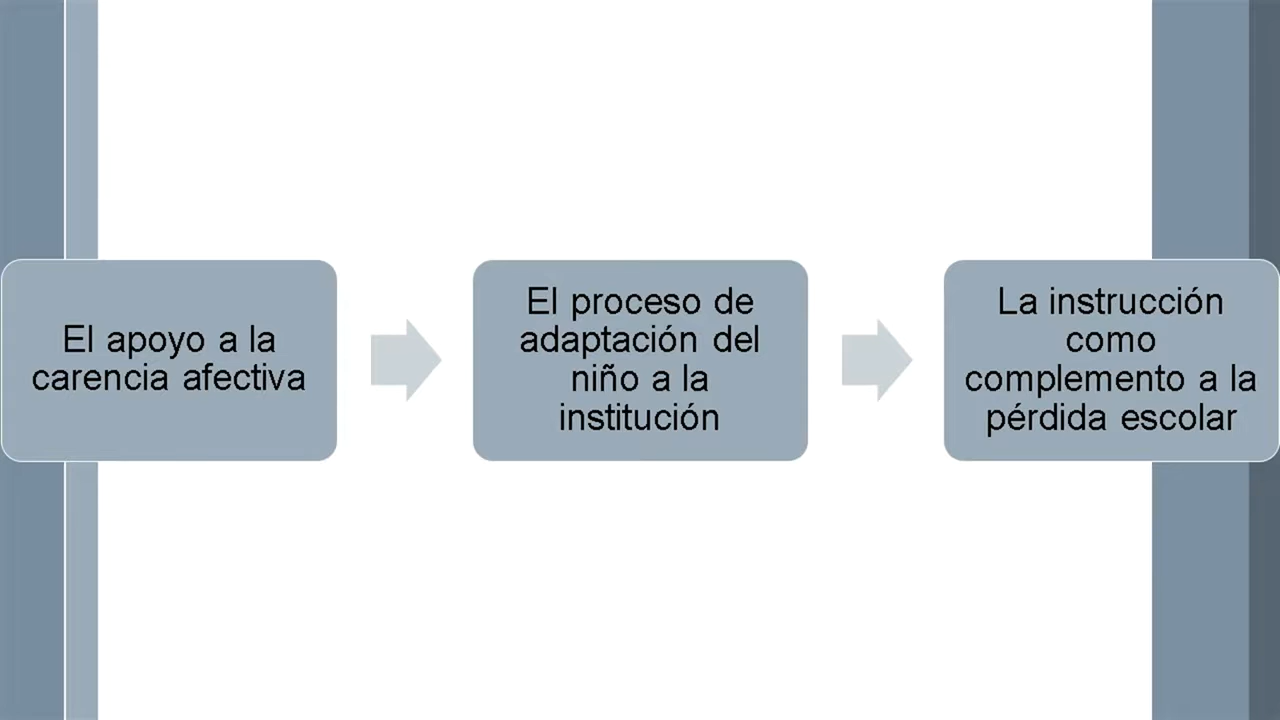 El apoyo a la
carencia afectiva
El proceso de
adaptación del
niño a la
institución
La instrucción
como
complemento a la
pérdida escolar